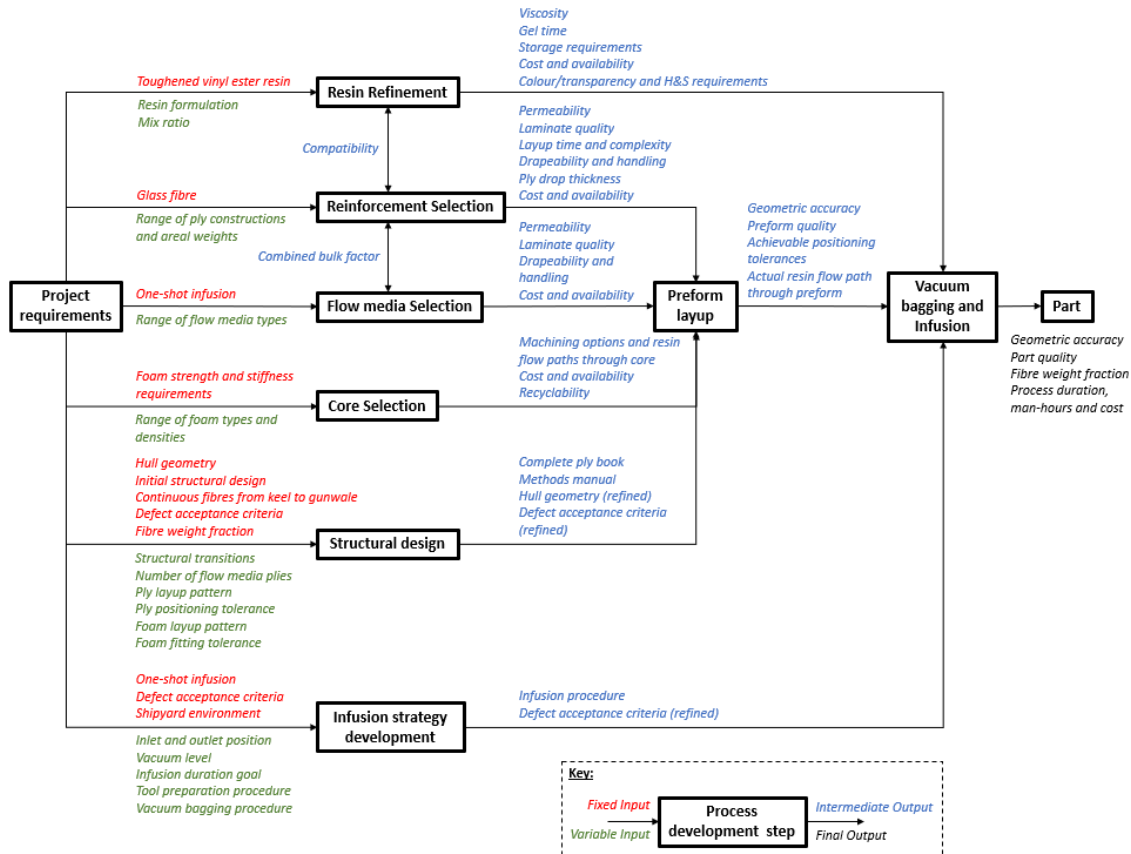 Viscosity
Gel time
Storage requirements
Cost and availability
Colour/transparency and H&S requirements
Toughened vinyl ester resin
Resin Refinement
Resin formulation
Mix ratio
Compatibility
Permeability
Laminate quality
Layup time and complexity
Drapeability and handling
Ply drop thickness
Cost and availability
Glass fibre
Reinforcement Selection
Range of ply constructions
and areal weights
Combined bulk factor
Permeability
Laminate quality
Drapeability and
handling
Cost and availability
Geometric accuracy
Preform quality
Achievable positioning
tolerances
Actual resin flow path
through preform
Project
requirements
One-shot infusion
Flow media Selection
Range of flow media types
Preform
layup
Vacuum
bagging and
Infusion
Part
Geometric accuracy
Part quality
Fibre weight fraction
Process duration,
man-hours and cost
Machining options and resin
flow paths through core
Cost and availability
Recyclability
Foam strength and stiffness
requirements
Core Selection
Range of foam types and
densities
Hull geometry
Initial structural design
Continuous fibres from keel to gunwale
Defect acceptance criteria
Fibre weight fraction
Structural design
Complete ply book
Methods manual
Hull geometry (refined)
Defect acceptance criteria
(refined)
Structural transitions
Number of flow media plies
Ply layup pattern
Ply positioning tolerance
Foam layup pattern
Foam fitting tolerance
One-shot infusion
Defect acceptance criteria
Shipyard environment
Infusion strategy
development
Infusion procedure
Defect acceptance criteria (refined)
Inlet and outlet position
Vacuum level
Infusion duration goal
Tool preparation procedure
Vacuum bagging procedure
Key:
Fixed Input
Variable Input
Process
development step
Intermediate Output
Final Output